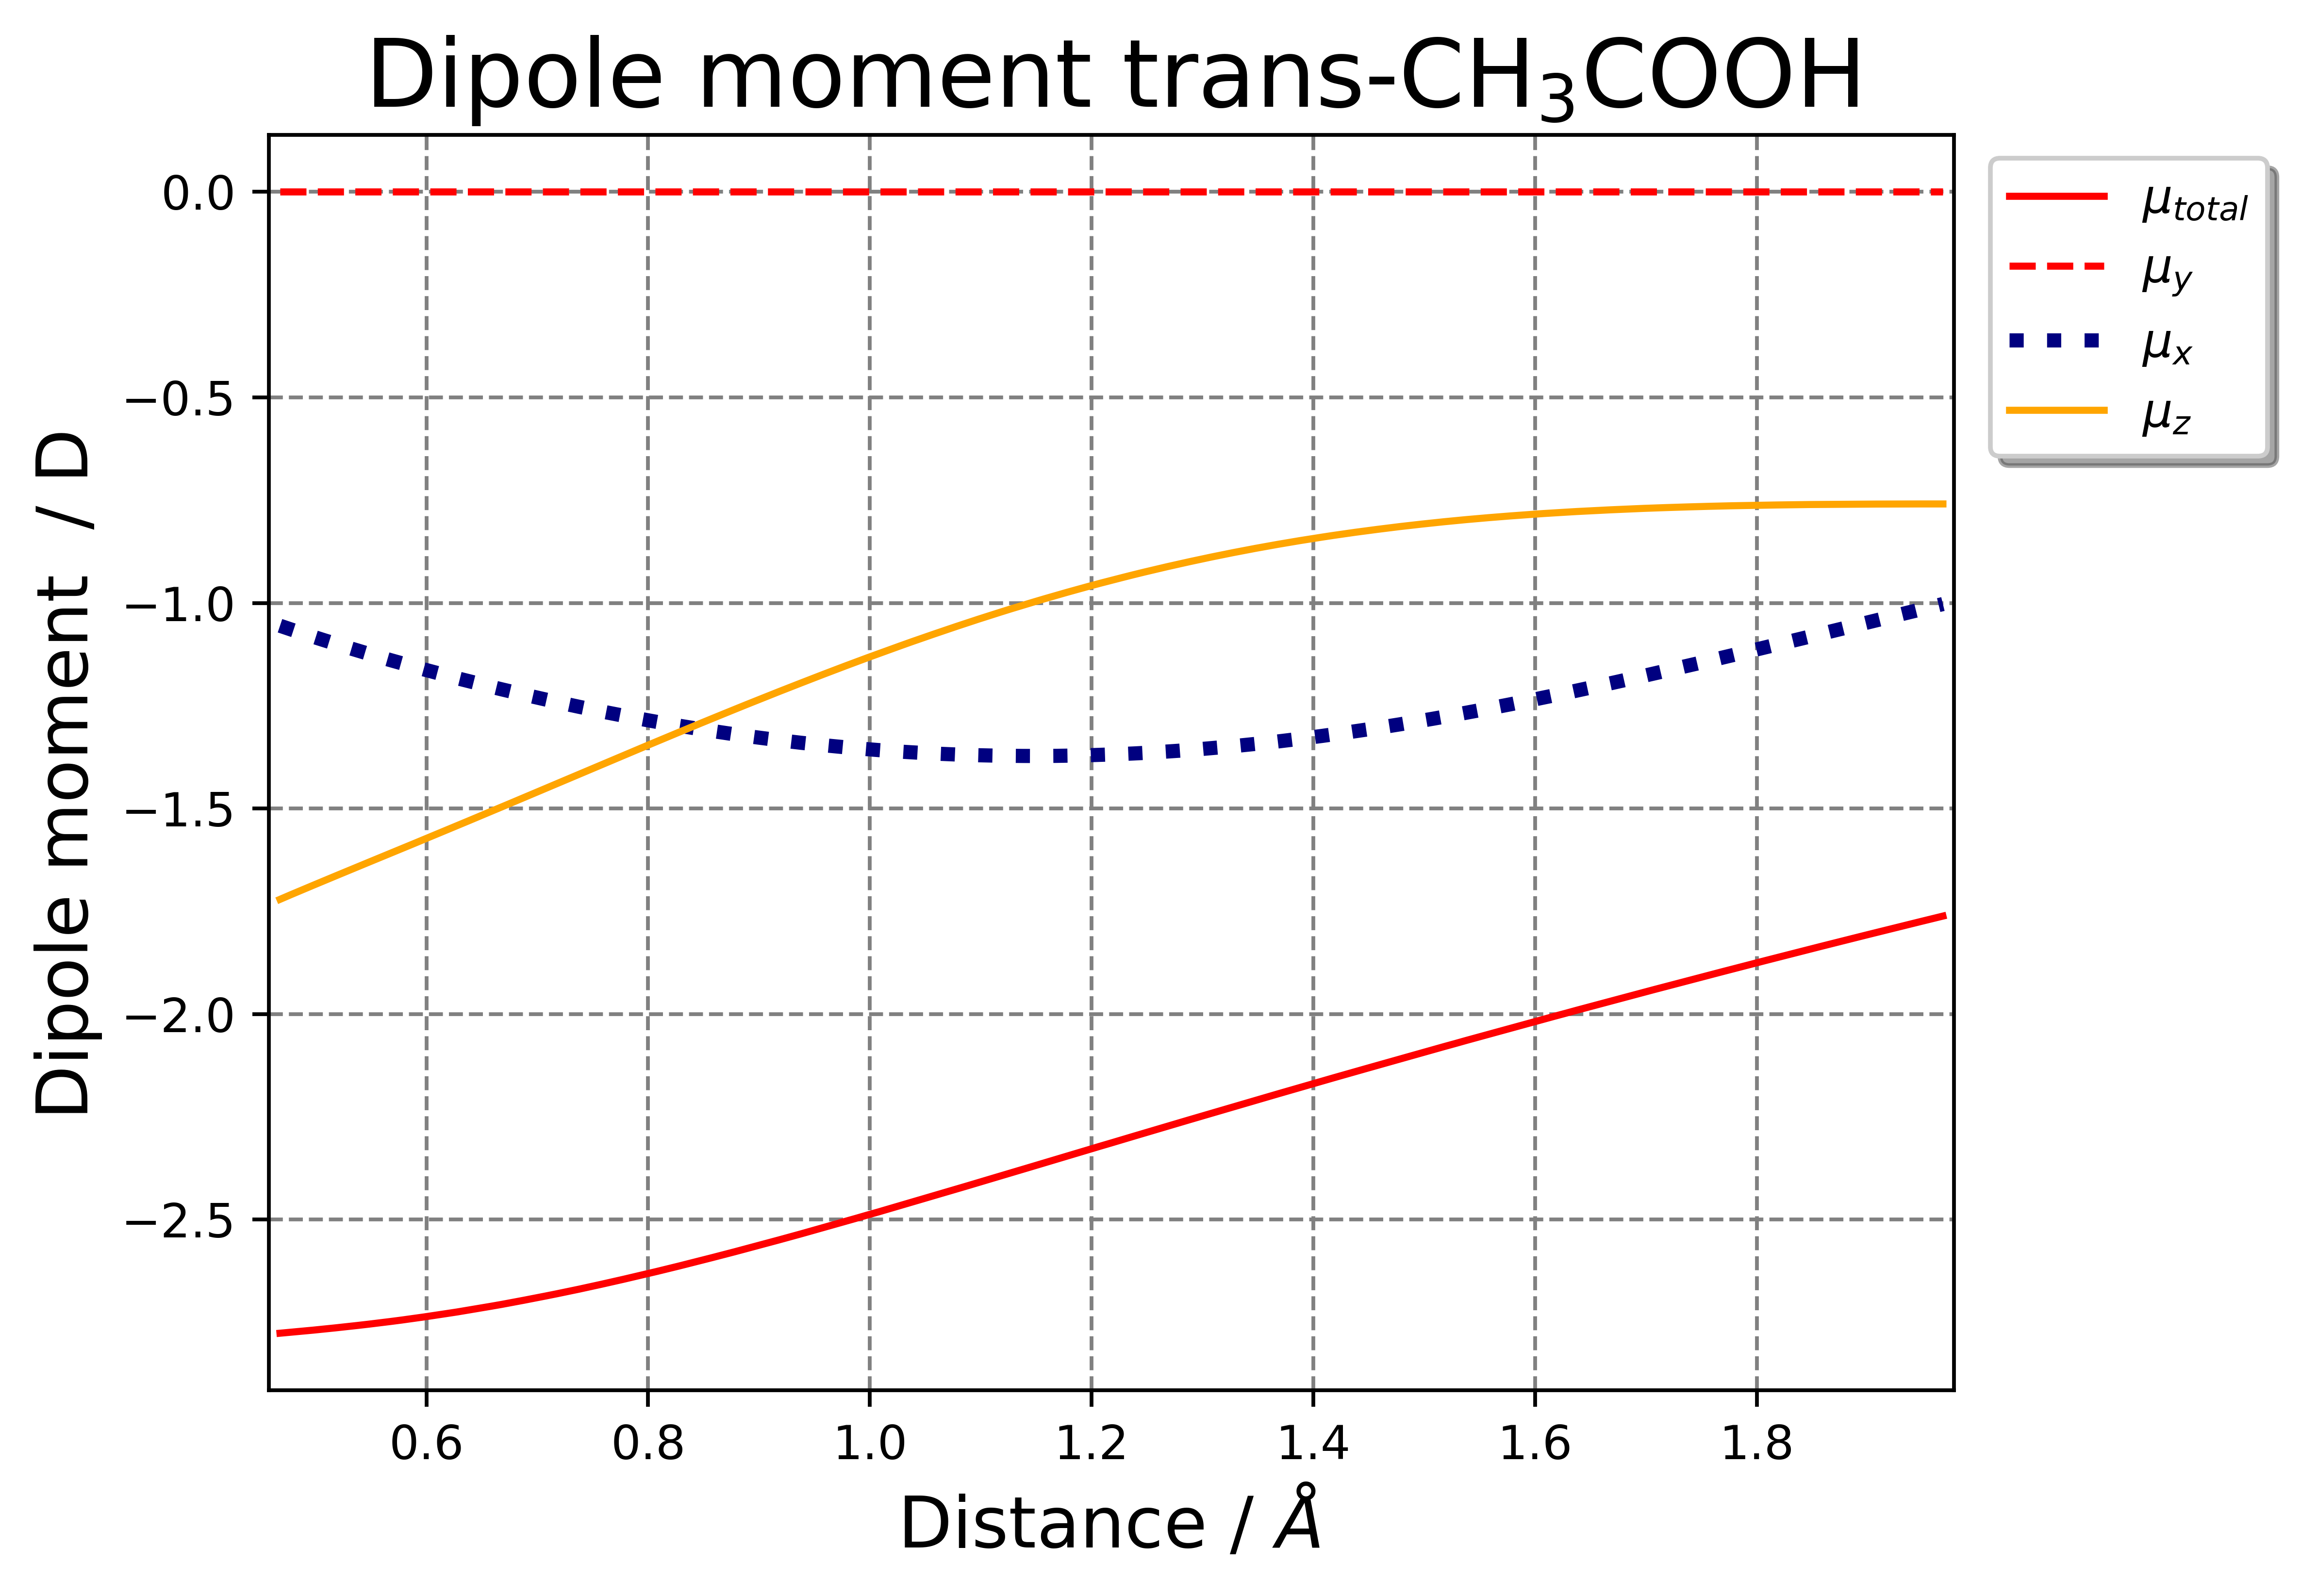 Dipole moment trans-CH₃COOH
Dipole moment / D
0.0
−0.5
−1.0
−1.5
−2.0
−2.5
0.6 0.8 1.0 1.2 1.4 1.6 1.8
Distance / Å
μtotal
μy
μx
μz